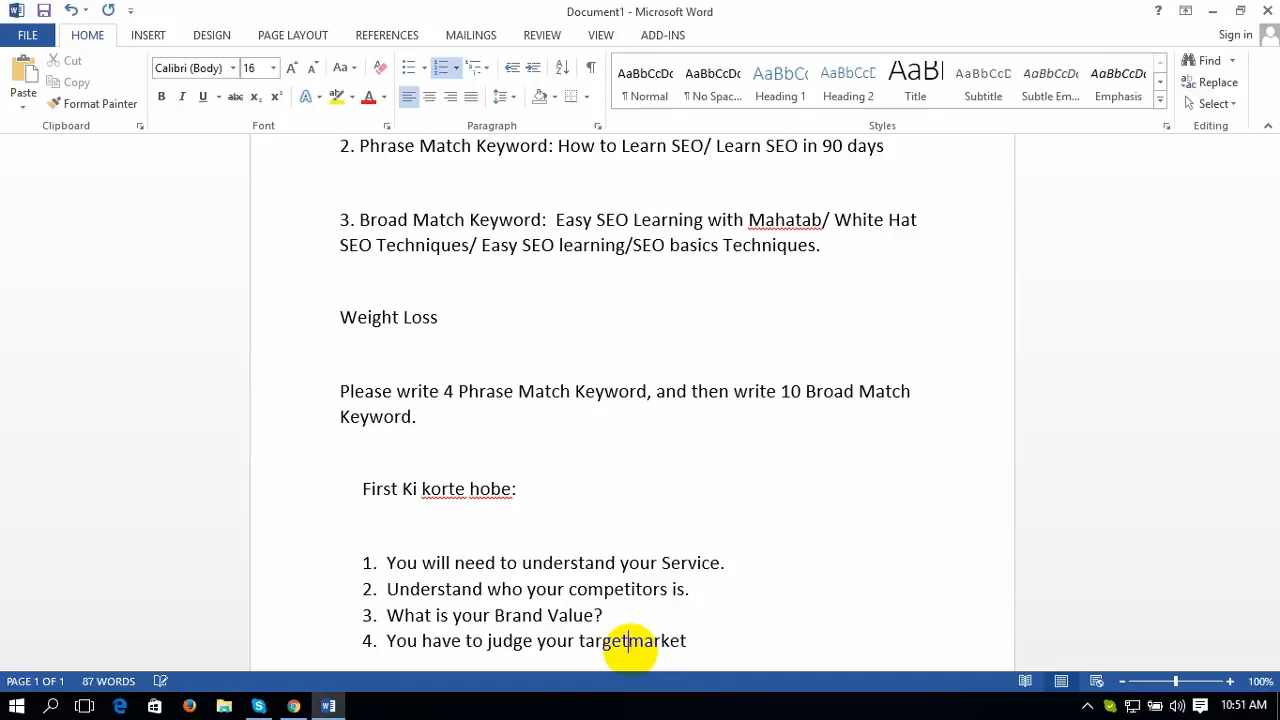 Document1 - Microsoft Word
FILE HOME INSERT DESIGN PAGE LAYOUT REFERENCES MAILINGS REVIEW VIEW ADD-INS Sign in
Paste
Cut
Copy
Format Painter
Clipboard
Calibri (Body) 16
Font
Paragraph
AaBbCcDc AaBbCcDc AaBbCc AaBbCcD AaBl AaBbCcD AaBbCcDc AaBbCcDc
¶ Normal ¶ No Spac... Heading 1 Heading 2 Title Subtitle Subtle Em... Emphasis
Styles
Find
Replace
Select
Editing
2. Phrase Match Keyword: How to Learn SEO/ Learn SEO in 90 days
3. Broad Match Keyword:  Easy SEO Learning with Mahatab/ White Hat
SEO Techniques/ Easy SEO learning/SEO basics Techniques.
Weight Loss
Please write 4 Phrase Match Keyword, and then write 10 Broad Match
Keyword.
First Ki korte hobe:
1. You will need to understand your Service.
2. Understand who your competitors is.
3. What is your Brand Value?
4. You have to judge your targetmarket
PAGE 1 OF 1 87 WORDS 100%
10:51 AM